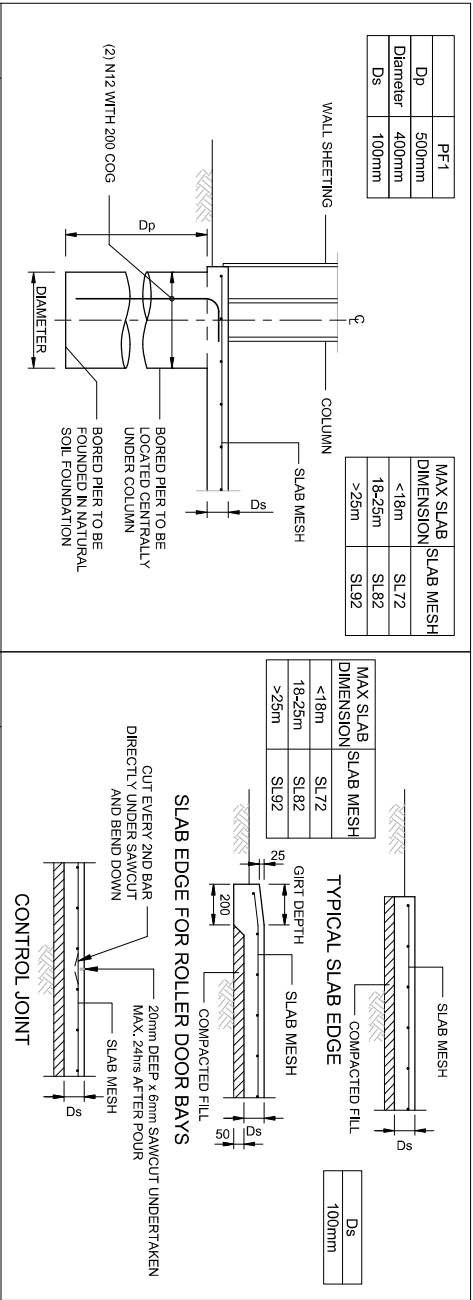 PF1
Dp 500mm
Diameter 400mm
Ds 100mm
MAX SLAB DIMENSION SLAB MESH
<18m SL72
18-25m SL82
>25m SL92
WALL SHEETING
COLUMN
C
L
SLAB MESH
Ds
(2) N12 WITH 200 COG
Dp
DIAMETER
BORED PIER TO BE
LOCATED CENTRALLY
UNDER COLUMN
BORED PIER TO BE
FOUNDED IN NATURAL
SOIL FOUNDATION
SLAB MESH
Ds
COMPACTED FILL
TYPICAL SLAB EDGE
Ds
100mm
MAX SLAB DIMENSION SLAB MESH
<18m SL72
18-25m SL82
>25m SL92
GIRT DEPTH
25
200
SLAB MESH
Ds
50
COMPACTED FILL
SLAB EDGE FOR ROLLER DOOR BAYS
CUT EVERY 2ND BAR
DIRECTLY UNDER SAWCUT
AND BEND DOWN
20mm DEEP x 6mm SAWCUT UNDERTAKEN
MAX. 24hrs AFTER POUR
SLAB MESH
Ds
CONTROL JOINT